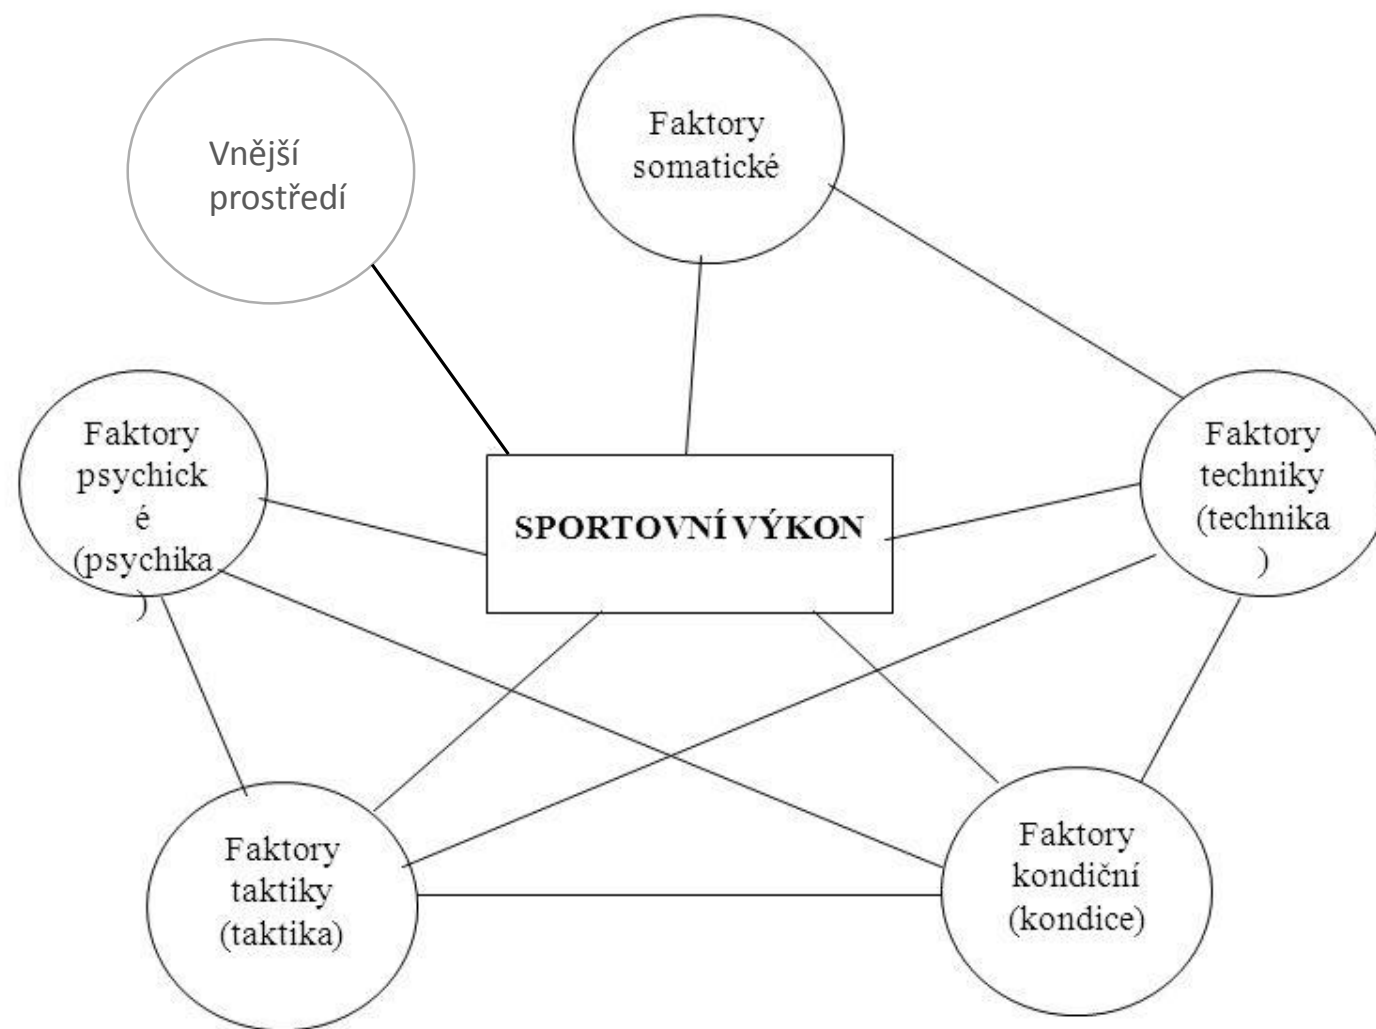 Vnější
prostředí
Faktory
somatické
Faktory
psychick
é
(psychika
)
SPORTOVNÍ VÝKON
Faktory
techniky
(technika
)
Faktory
taktiky
(taktika)
Faktory
kondiční
(kondice)